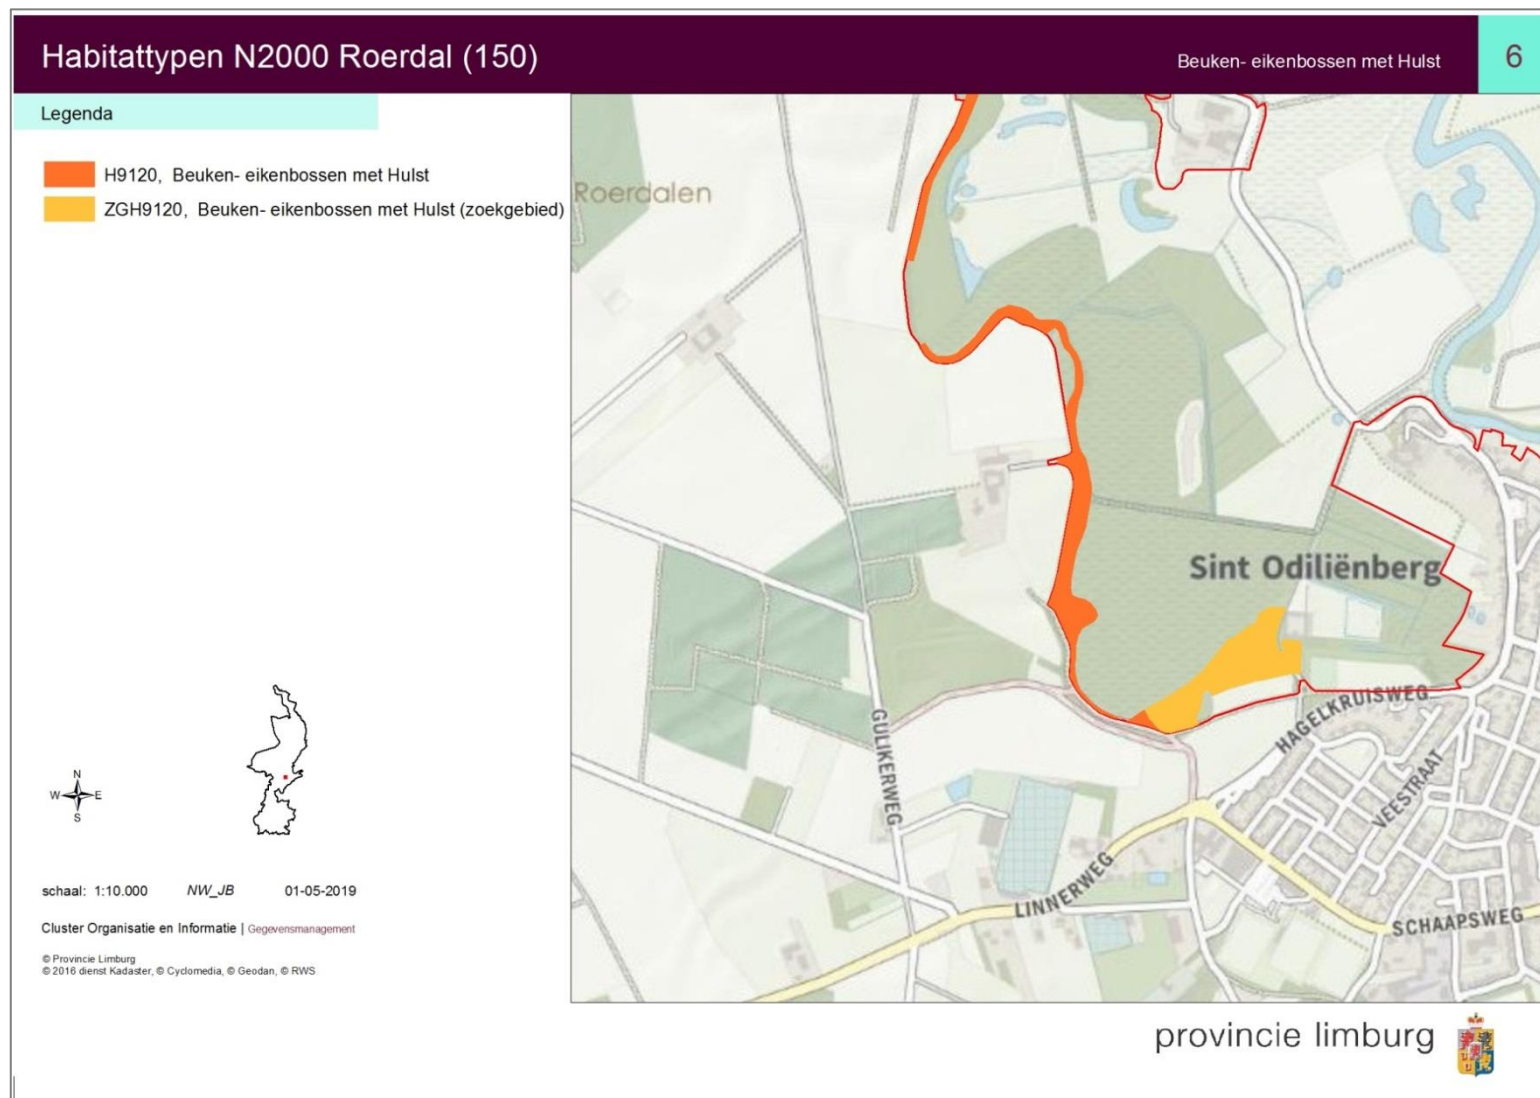 Habitattypen N2000 Roerdal (150)
Beuken- eikenbossen met Hulst
6
Legenda
H9120, Beuken- eikenbossen met Hulst
ZGH9120, Beuken- eikenbossen met Hulst (zoekgebied)
Roerdalen
Sint Odiliënberg
HAGELKRUISWEG
GULIKERWEG
VEESTRAAT
LINNERWEG
SCHAAPSWEG
N
W E
S
schaal: 1:10.000 NW_JB 01-05-2019
Cluster Organisatie en Informatie | Gegevensmanagement
© Provincie Limburg
© 2016 dienst Kadaster, © Cyclomedia, © Geodan, © RWS
provincie limburg